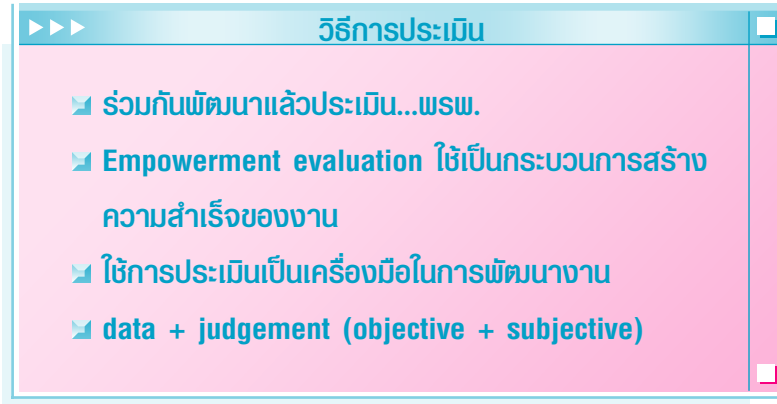 วิธีการประเมิน
ร่วมกันพัฒนาแล้วประเมิน...พรพ.
Empowerment evaluation ใช้เป็นกระบวนการสร้าง
ความสำเร็จของงาน
ใช้การประเมินเป็นเครื่องมือในการพัฒนางาน
data + judgement (objective + subjective)